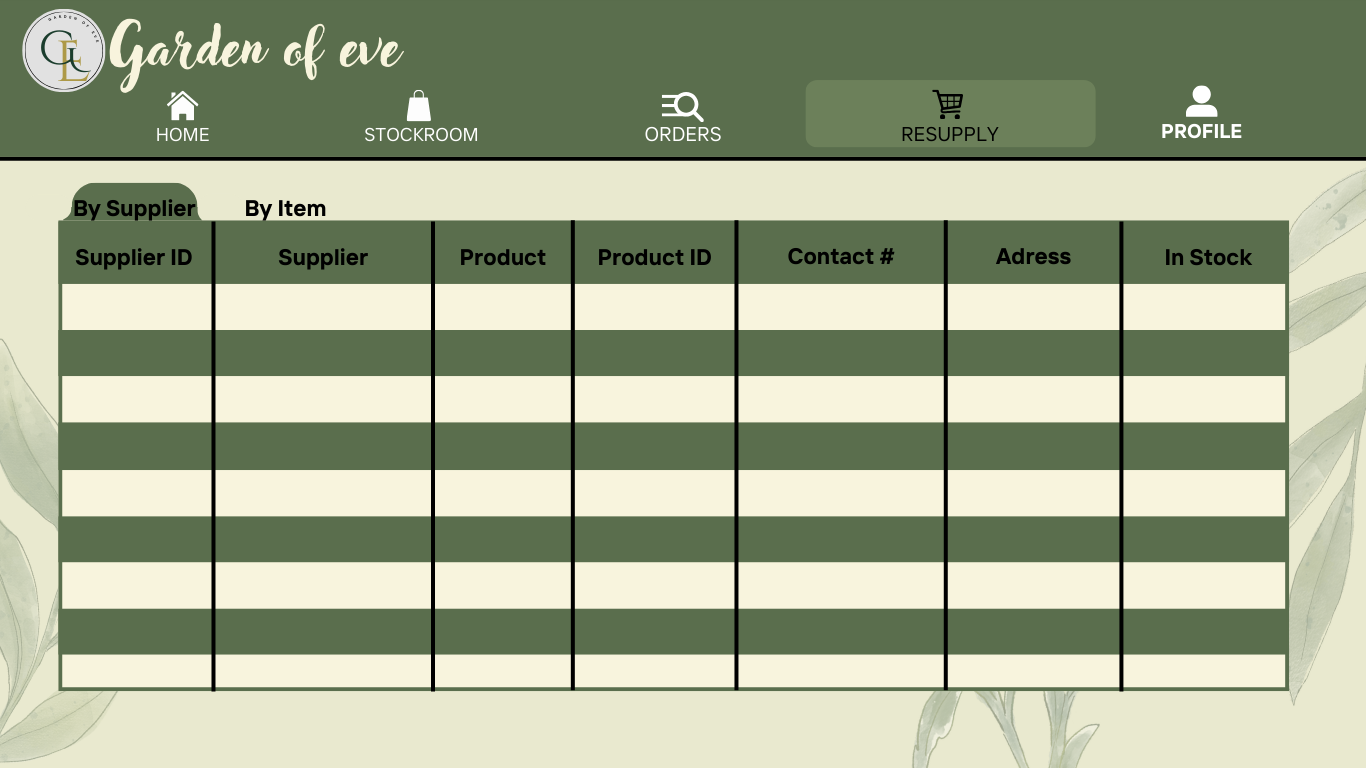 GARDEN OF EVE
GE
Garden of eve
HOME
STOCKROOM
ORDERS
RESUPPLY
PROFILE
By Supplier
By Item
Supplier ID
Supplier
Product
Product ID
Contact #
Adress
In Stock